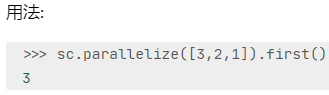 用法:
>>> sc.parallelize([3,2,1]).first()
3